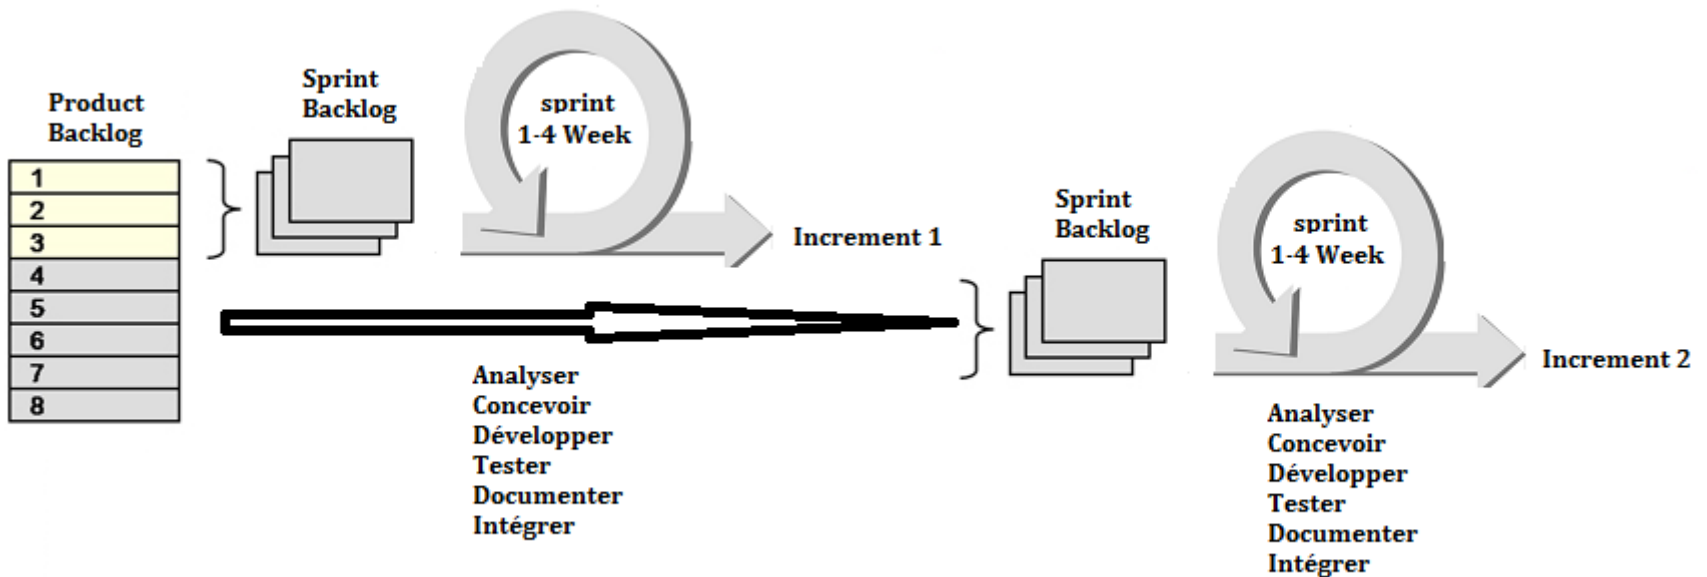 Product
Backlog
1
2
3
4
5
6
7
8
Sprint
Backlog
sprint
1-4 Week
Increment 1
Analyser
Concevoir
Développer
Tester
Documenter
Intégrer
Sprint
Backlog
sprint
1-4 Week
Increment 2
Analyser
Concevoir
Développer
Tester
Documenter
Intégrer